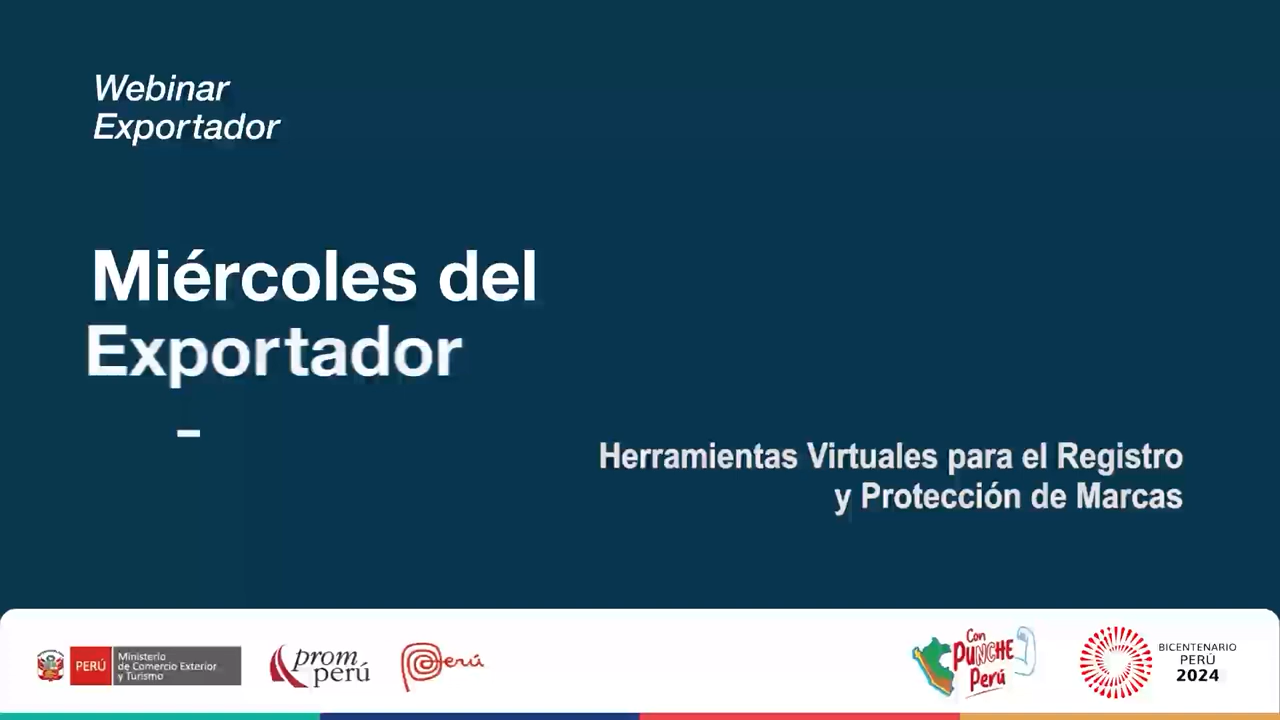 Webinar
Exportador
Miércoles del
Exportador
–
Herramientas Virtuales para el Registro
y Protección de Marcas
PERÚ
Ministerio
de Comercio Exterior
y Turismo
prom
perú
Perú
Con
PUNCHE
Perú
BICENTENARIO
PERÚ
2024